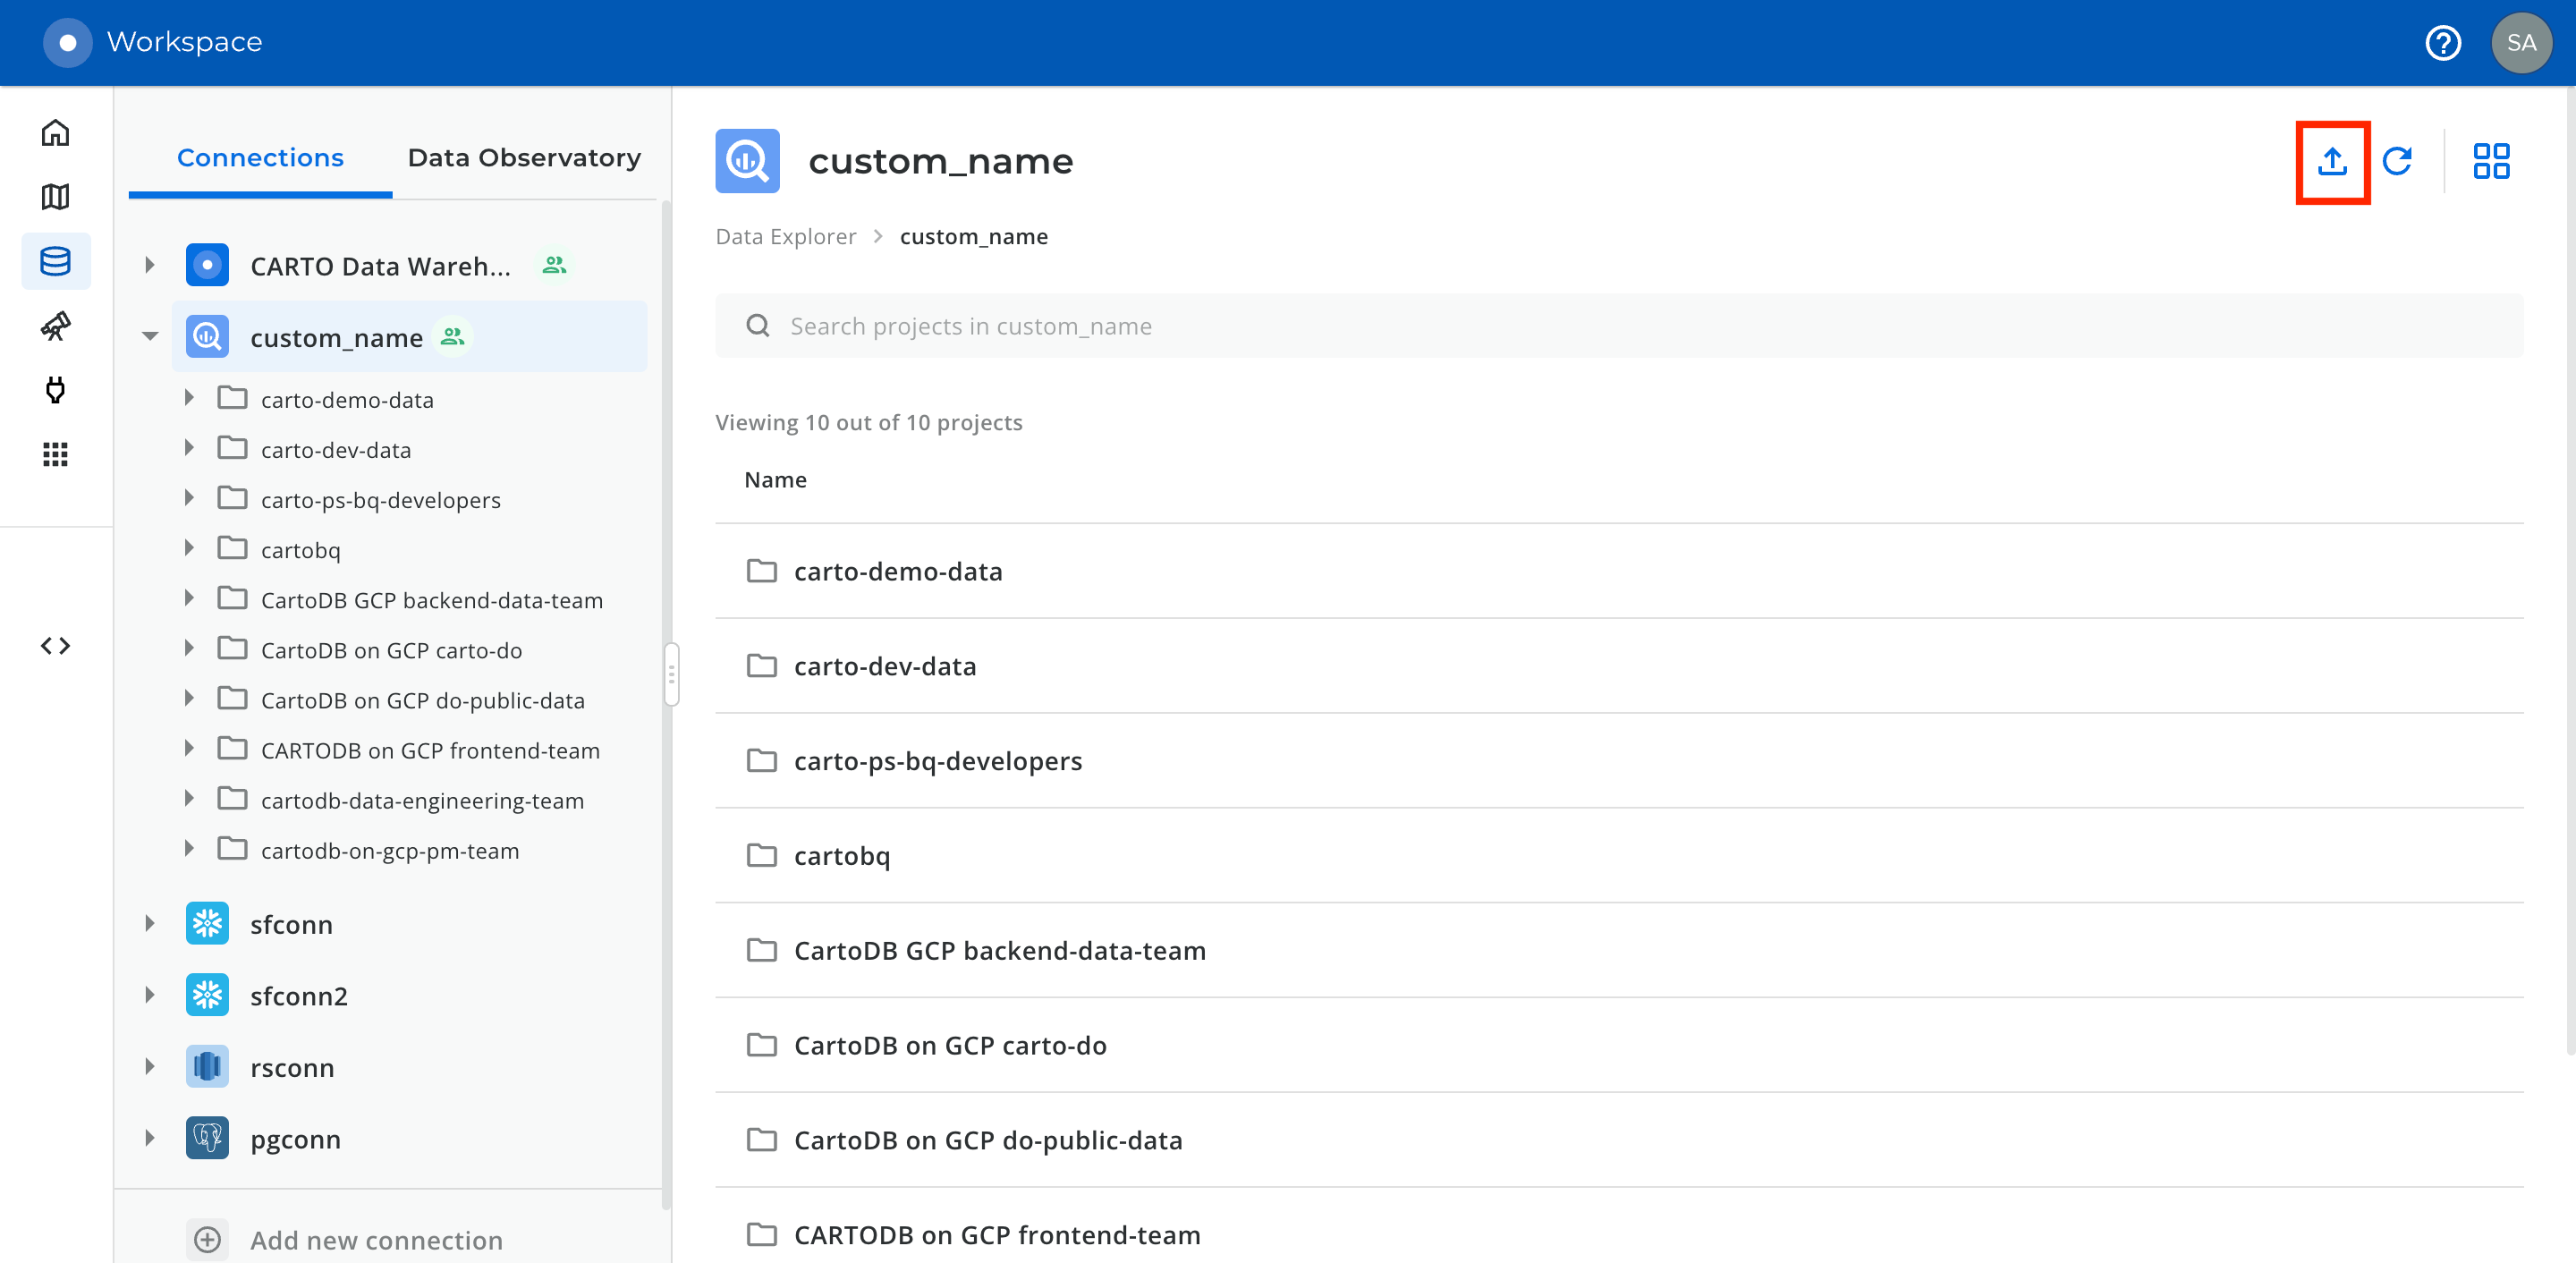 Workspace
SA
Connections
Data Observatory
CARTO Data Wareh...
custom_name
carto-demo-data
carto-dev-data
carto-ps-bq-developers
cartobq
CartoDB GCP backend-data-team
CartoDB on GCP carto-do
CartoDB on GCP do-public-data
CARTODB on GCP frontend-team
cartodb-data-engineering-team
cartodb-on-gcp-pm-team
sfconn
sfconn2
rsconn
pgconn
Add new connection
custom_name
Data Explorer > custom_name
Search projects in custom_name
Viewing 10 out of 10 projects
Name
carto-demo-data
carto-dev-data
carto-ps-bq-developers
cartobq
CartoDB GCP backend-data-team
CartoDB on GCP carto-do
CartoDB on GCP do-public-data
CARTODB on GCP frontend-team